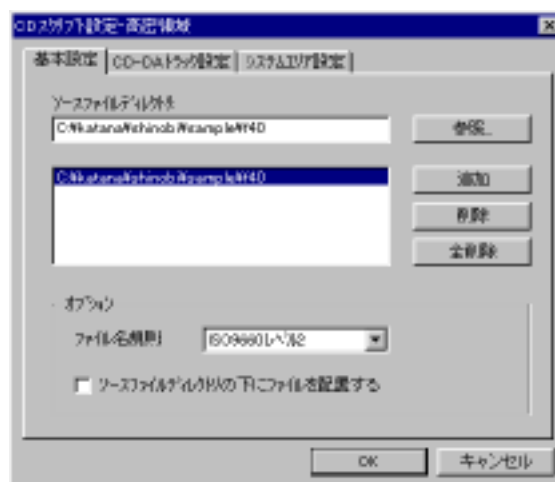 CDスクリプト設定-高密領域
基本設定
CD-DAトラック設定
システムエリア設定
ソースファイルディレクトリ
C:¥katana¥shinobi¥sample¥f40
参照...
C:¥katana¥shinobi¥sample¥f40
追加
削除
全削除
オプション
ファイル名規則
ISO9660レベル2
ソースファイルディレクトリの下にファイルを配置する
OK
キャンセル